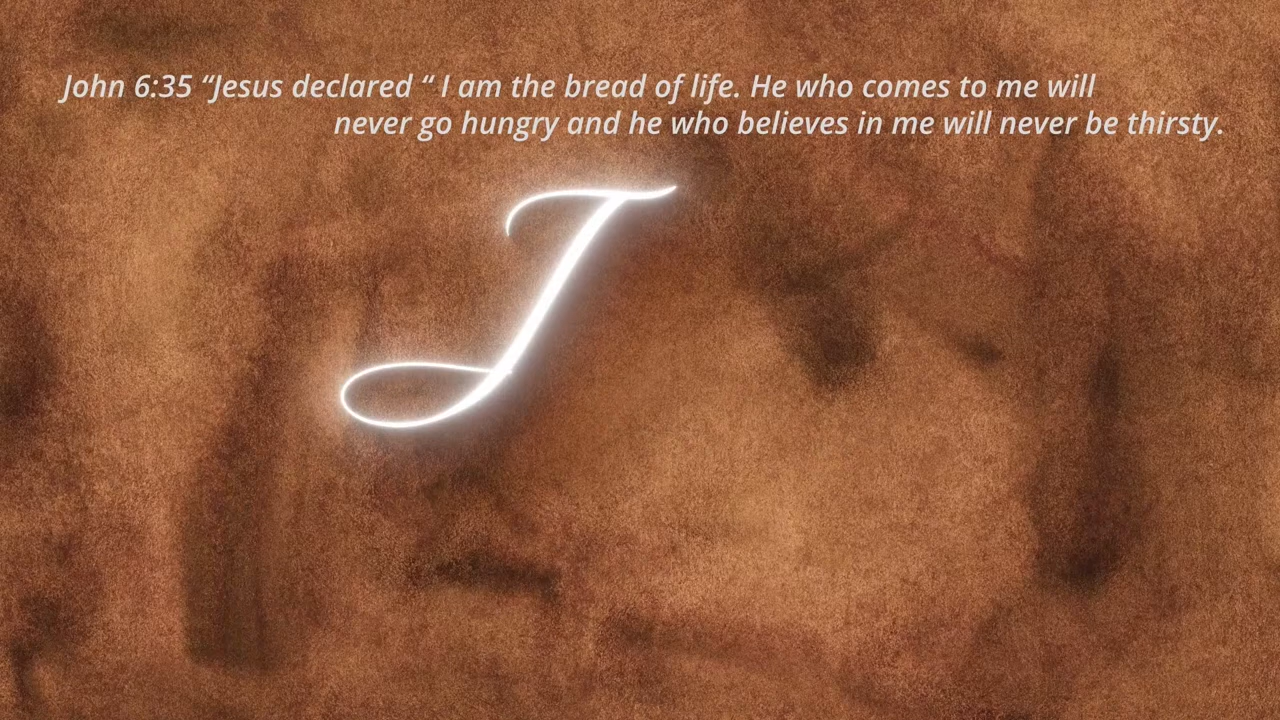 John 6:35 “Jesus declared “ I am the bread of life. He who comes to me will
never go hungry and he who believes in me will never be thirsty.
J